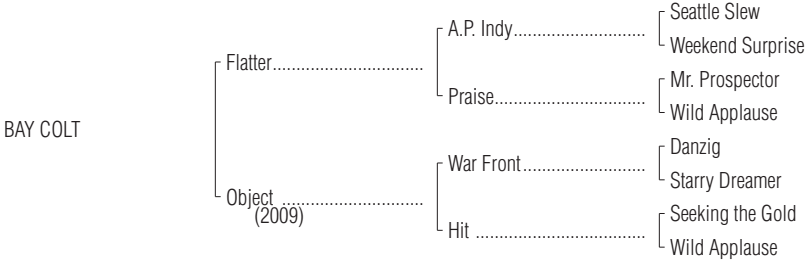 Seattle Slew
A.P. Indy
Weekend Surprise
Flatter
Mr. Prospector
Praise
Wild Applause
BAY COLT
Danzig
War Front
Starry Dreamer
Object
(2009)
Seeking the Gold
Hit
Wild Applause